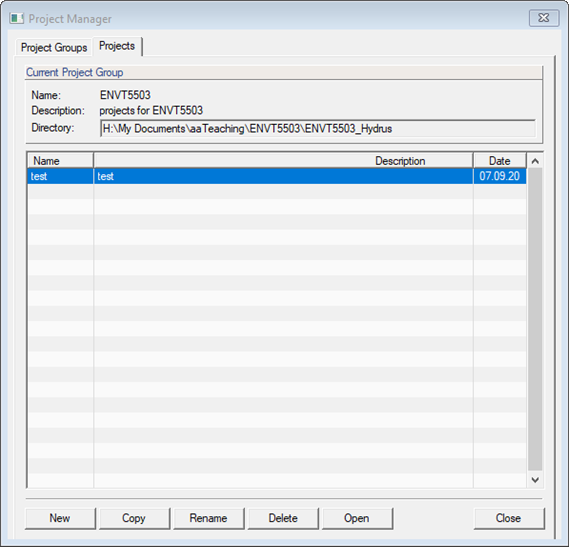 Project Manager
Project Groups Projects
Current Project Group
Name: ENVT5503
Description: projects for ENVT5503
Directory: H:\My Documents\aaTeaching\ENVT5503\ENVT5503_Hydrus
Name Description Date
test test 07.09.20
New Copy Rename Delete Open Close